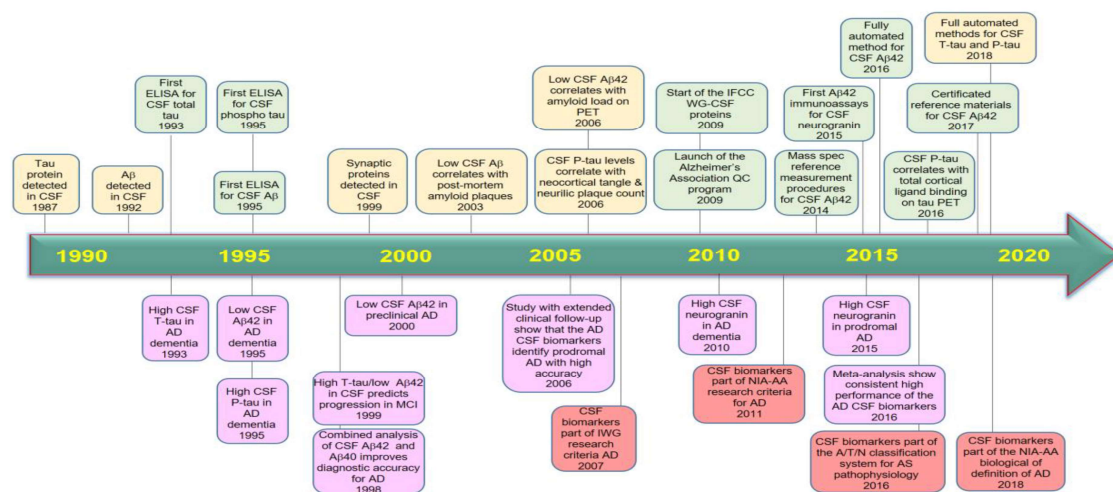 Tau
protein
detected
in CSF
1987
Aβ
detected
in CSF
1992
First
ELISA for
CSF total
tau
1993
First ELISA
for CSF
phospho tau
1995
First ELISA
for CSF Aβ
1995
Synaptic
proteins
detected in
CSF
1999
Low CSF Aβ
correlates with
post-mortem
amyloid plaques
2003
Low CSF Aβ42
correlates with
amyloid load on
PET
2006
CSF P-tau levels
correlate with
neocortical tangle &
neurilic plaque count
2006
Start of the IFCC
WG-CSF
proteins
2009
Launch of the
Alzheimer's
Association QC
program
2009
First Aβ42
immunoassays
for CSF
neurogranin
2015
Mass spec
reference
measurement
procedures
for CSF Aβ42
2014
Fully
automated
method for
CSF Aβ42
2016
Full automated
methods for CSF
T-tau and P-tau
2018
Certificated
reference materials
for CSF Aβ42
2017
CSF P-tau
correlates with
total cortical
ligand binding
on tau PET
2016
1990
1995
2000
2005
2010
2015
2020
High CSF
T-tau in
AD
dementia
1993
Low CSF
Aβ42 in
AD
dementia
1995
High CSF
P-tau in
AD
dementia
1995
Low CSF Aβ42 in
preclinical AD
2000
High T-tau/low Aβ42
in CSF predicts
progression in MCI
1999
Combined analysis
of CSF Aβ42 and
Aβ40 improves
diagnostic accuracy
for AD
1998
Study with extended
clinical follow-up
show that the AD
CSF biomarkers
identify prodromal
AD with high
accuracy
2006
CSF
biomarkers
part of IWG
research
criteria AD
2007
High CSF
neurogranin
in AD
dementia
2010
CSF biomarkers
part of NIA-AA
research criteria
for AD
2011
High CSF
neurogranin
in prodromal
AD
2015
Meta-analysis show
consistent high
performance of the
AD CSF biomarkers
2016
CSF biomarkers part of
the A/T/N classification
system for AS
pathophysiology
2016
CSF biomarkers
part of the NIA-AA
biological of
definition of AD
2018